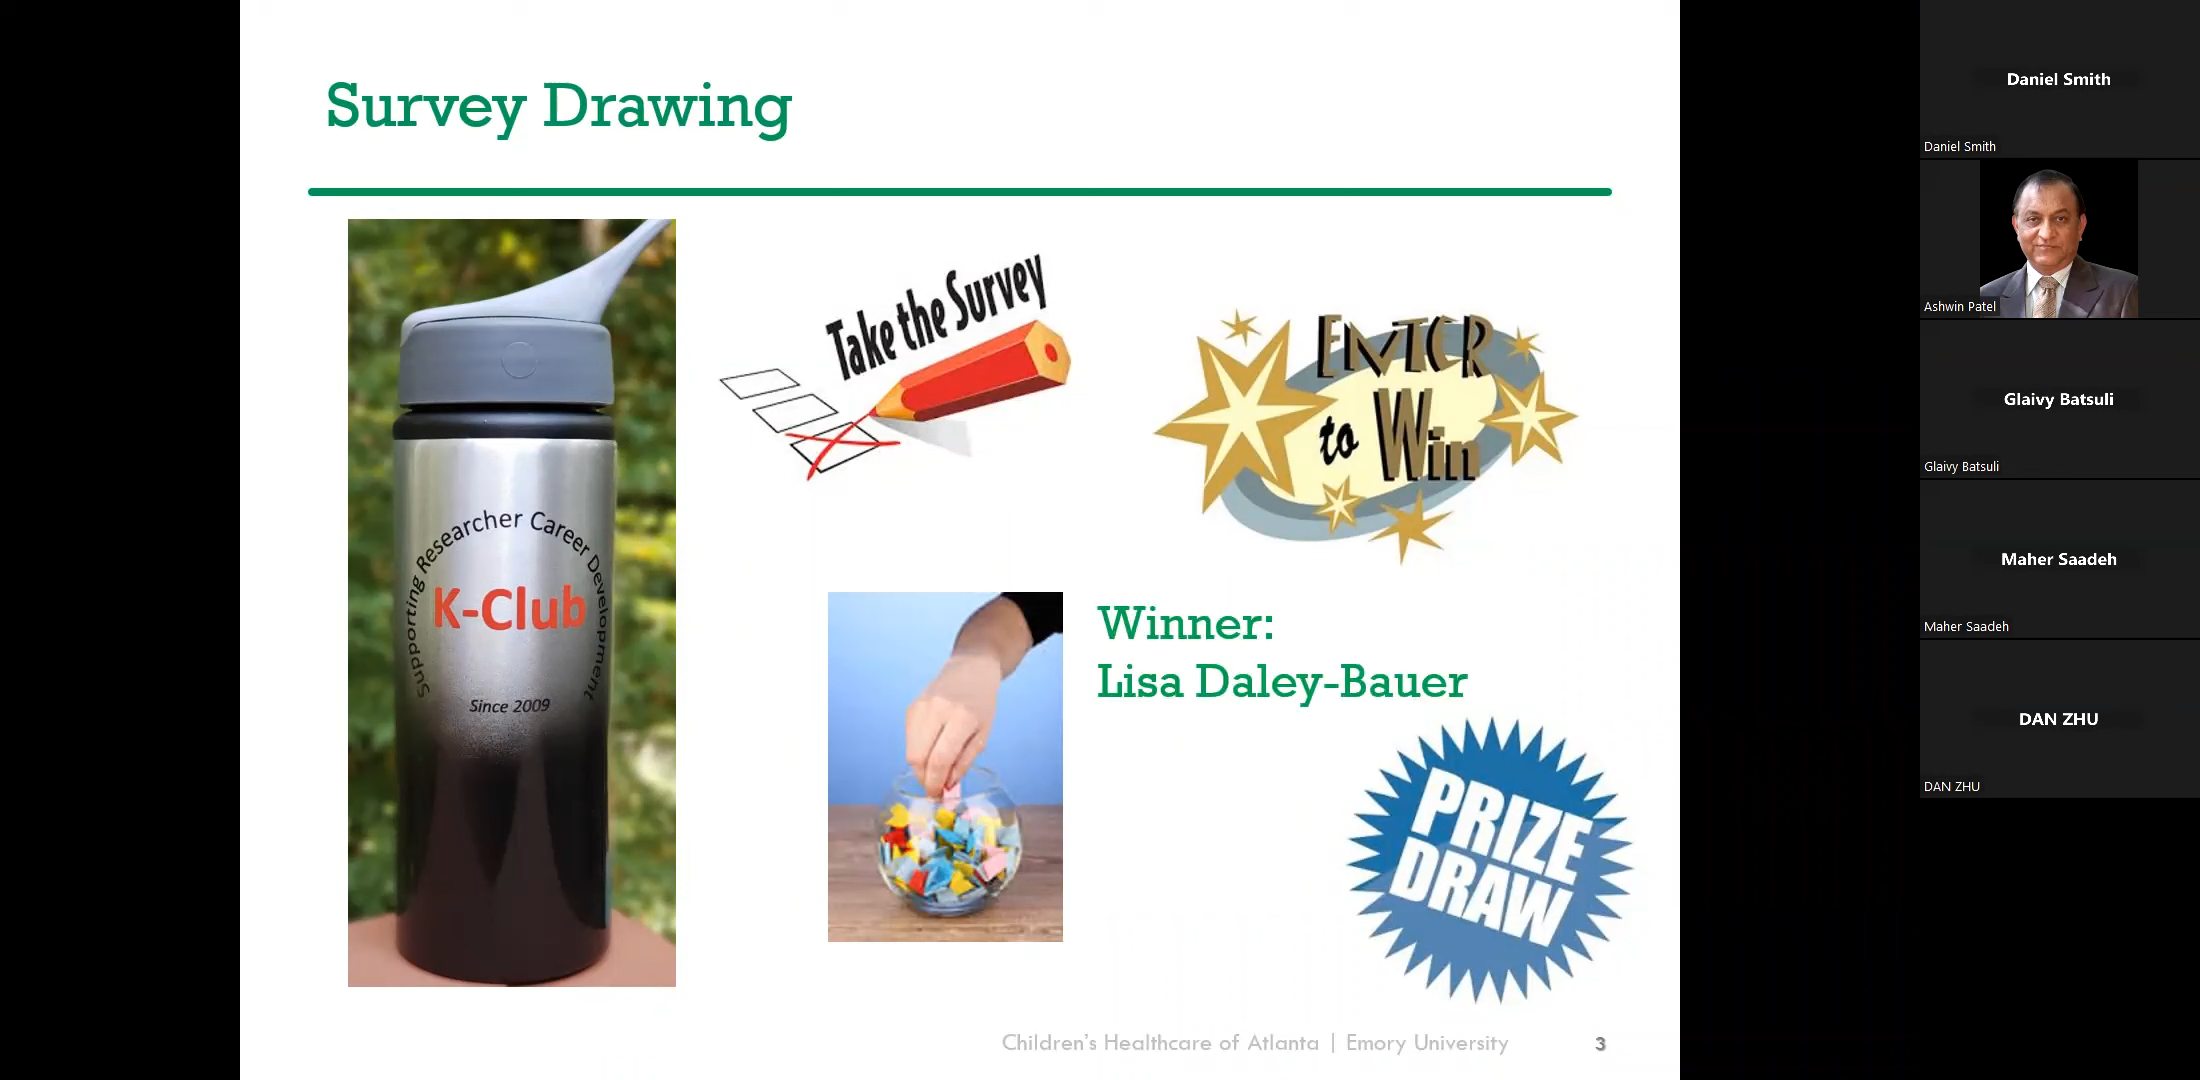 Survey Drawing
Supporting Researcher Career Development
K-Club
Since 2009
Take the Survey
ENTER
to Win
Winner:
Lisa Daley-Bauer
PRIZE
DRAW
Children's Healthcare of Atlanta | Emory University
3
Daniel Smith
Daniel Smith
Ashwin Patel
Glaivy Batsuli
Glaivy Batsuli
Maher Saadeh
Maher Saadeh
DAN ZHU
DAN ZHU